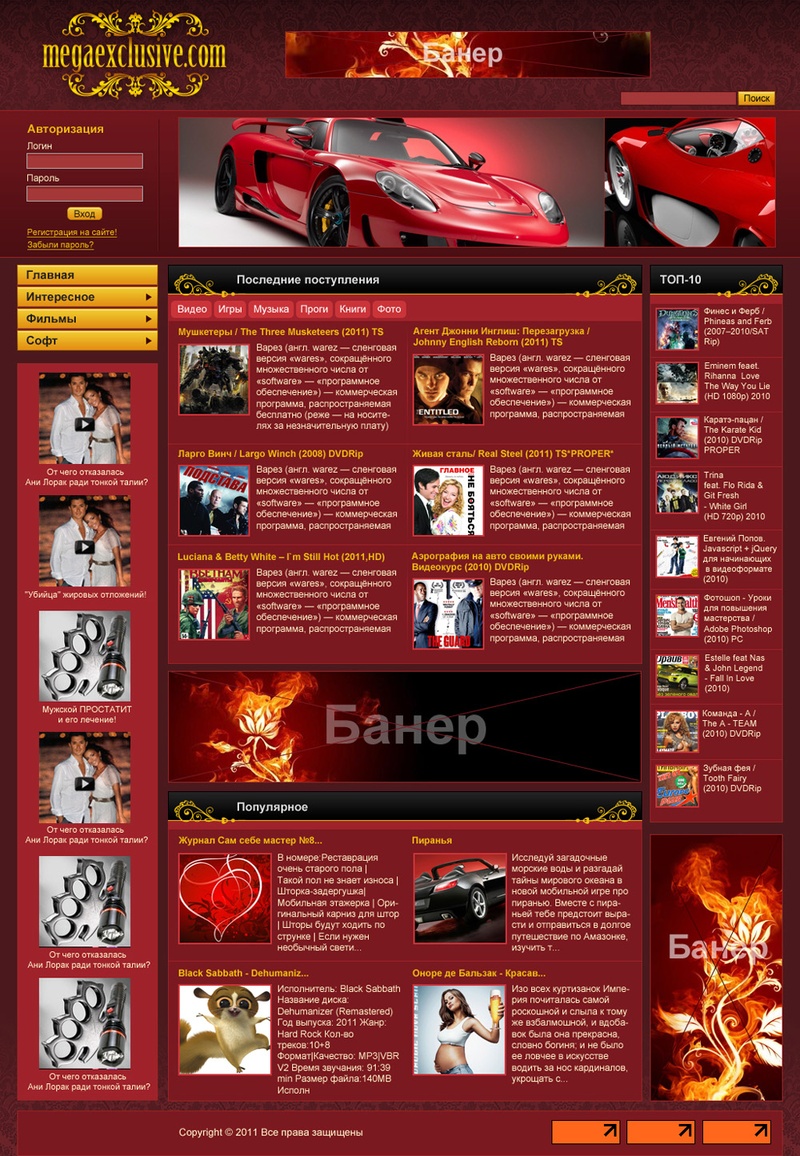 megaexclusive.com
Банер
Поиск
Авторизация
Логин
Пароль
Вход
Регистрация на сайте!
Забыли пароль?
Главная
Интересное
Фильмы
Софт
От чего отказалась
Ани Лорак ради тонкой талии?
"Убийца" жировых отложений!
Мужской ПРОСТАТИТ
и его лечение!
От чего отказалась
Ани Лорак ради тонкой талии?
От чего отказалась
Ани Лорак ради тонкой талии?
От чего отказалась
Ани Лорак ради тонкой талии?
Последние поступления
Видео Игры Музыка Проги Книги Фото
Мушкетеры / The Three Musketeers (2011) TS
Варез (англ. warez — сленговая
версия «wares», сокращённого
множественного числа от
«software» — «программное
обеспечение») — коммерческая
программа, распространяемая
бесплатно (реже — на носите-
лях за незначительную плату)
Агент Джонни Инглиш: Перезагрузка /
Johnny English Reborn (2011) TS
Варез (англ. warez — сленговая
версия «wares», сокращённого
множественного числа от
«software» — «программное
обеспечение») — коммерческая
программа, распространяемая
ENTITLED
Ларго Винч / Largo Winch (2008) DVDRip
ПОДСТАВА
Варез (англ. warez — сленговая
версия «wares», сокращённого
множественного числа от
«software» — «программное
обеспечение») — коммерческая
программа, распространяемая
Живая сталь/ Real Steel (2011) TS*PROPER*
ГЛАВНОЕ
НЕ БОЯТЬСЯ
Варез (англ. warez — сленговая
версия «wares», сокращённого
множественного числа от
«software» — «программное
обеспечение») — коммерческая
программа, распространяемая
Luciana & Betty White – I`m Still Hot (2011,HD)
Варез (англ. warez — сленговая
версия «wares», сокращённого
множественного числа от
«software» — «программное
обеспечение») — коммерческая
программа, распространяемая
Аэрография на авто своими руками.
Видеокурс (2010) DVDRip
THE GUARD
Варез (англ. warez — сленговая
версия «wares», сокращённого
множественного числа от
«software» — «программное
обеспечение») — коммерческая
программа, распространяемая
Банер
Популярное
Журнал Сам себе мастер №8...
В номере:Реставрация
очень старого пола |
Такой пол не знает износа |
Шторка-задергушка|
Мобильная этажерка | Ори-
гинальный карниз для штор
| Шторы будут ходить по
струнке | Если нужен
необычный свети...
Пиранья
Исследуй загадочные
морские воды и разгадай
тайны мирового океана в
новой мобильной игре про
пиранью. Вместе с пира-
ньей тебе предстоит выра-
сти и отправиться в долгое
путешествие по Амазонке,
изучить т...
Black Sabbath - Dehumaniz...
Исполнитель: Black Sabbath
Название диска:
Dehumanizer (Remastered)
Год выпуска: 2011 Жанр:
Hard Rock Кол-во
треков:10+8
Формат|Качество: MP3|VBR
V2 Время звучания: 91:39
min Размер файла:140MB
Исполн
Оноре де Бальзак - Красав...
Изо всех куртизанок Импе-
рия почиталась самой
роскошной и слыла к тому
же взбалмошной, и вдоба-
вок была она прекрасна,
словно богиня; и не было
ее ловчее в искусстве
водить за нос кардиналов,
укрощать с...
ТОП-10
Финес и Ферб /
Phineas and Ferb
(2007–2010/SAT
Rip)
Eminem feaet.
Rihanna Love
The Way You Lie
(HD 1080p) 2010
Каратэ-пацан /
The Karate Kid
(2010) DVDRip
PROPER
Trina
feat. Flo Rida &
Git Fresh
- White Girl
(HD 720p) 2010
Евгений Попов.
Javascript + jQuery
для начинающих
в видеоформате
(2010)
Фотошоп - Уроки
для повышения
мастерства /
Adobe Photoshop
(2010) PC
Estelle feat Nas
& John Legend
- Fall In Love
(2010)
Команда - А /
The A - TEAM
(2010) DVDRip
Зубная фея /
Tooth Fairy
(2010) DVDRip
Банер
Copyright © 2011 Все права защищены